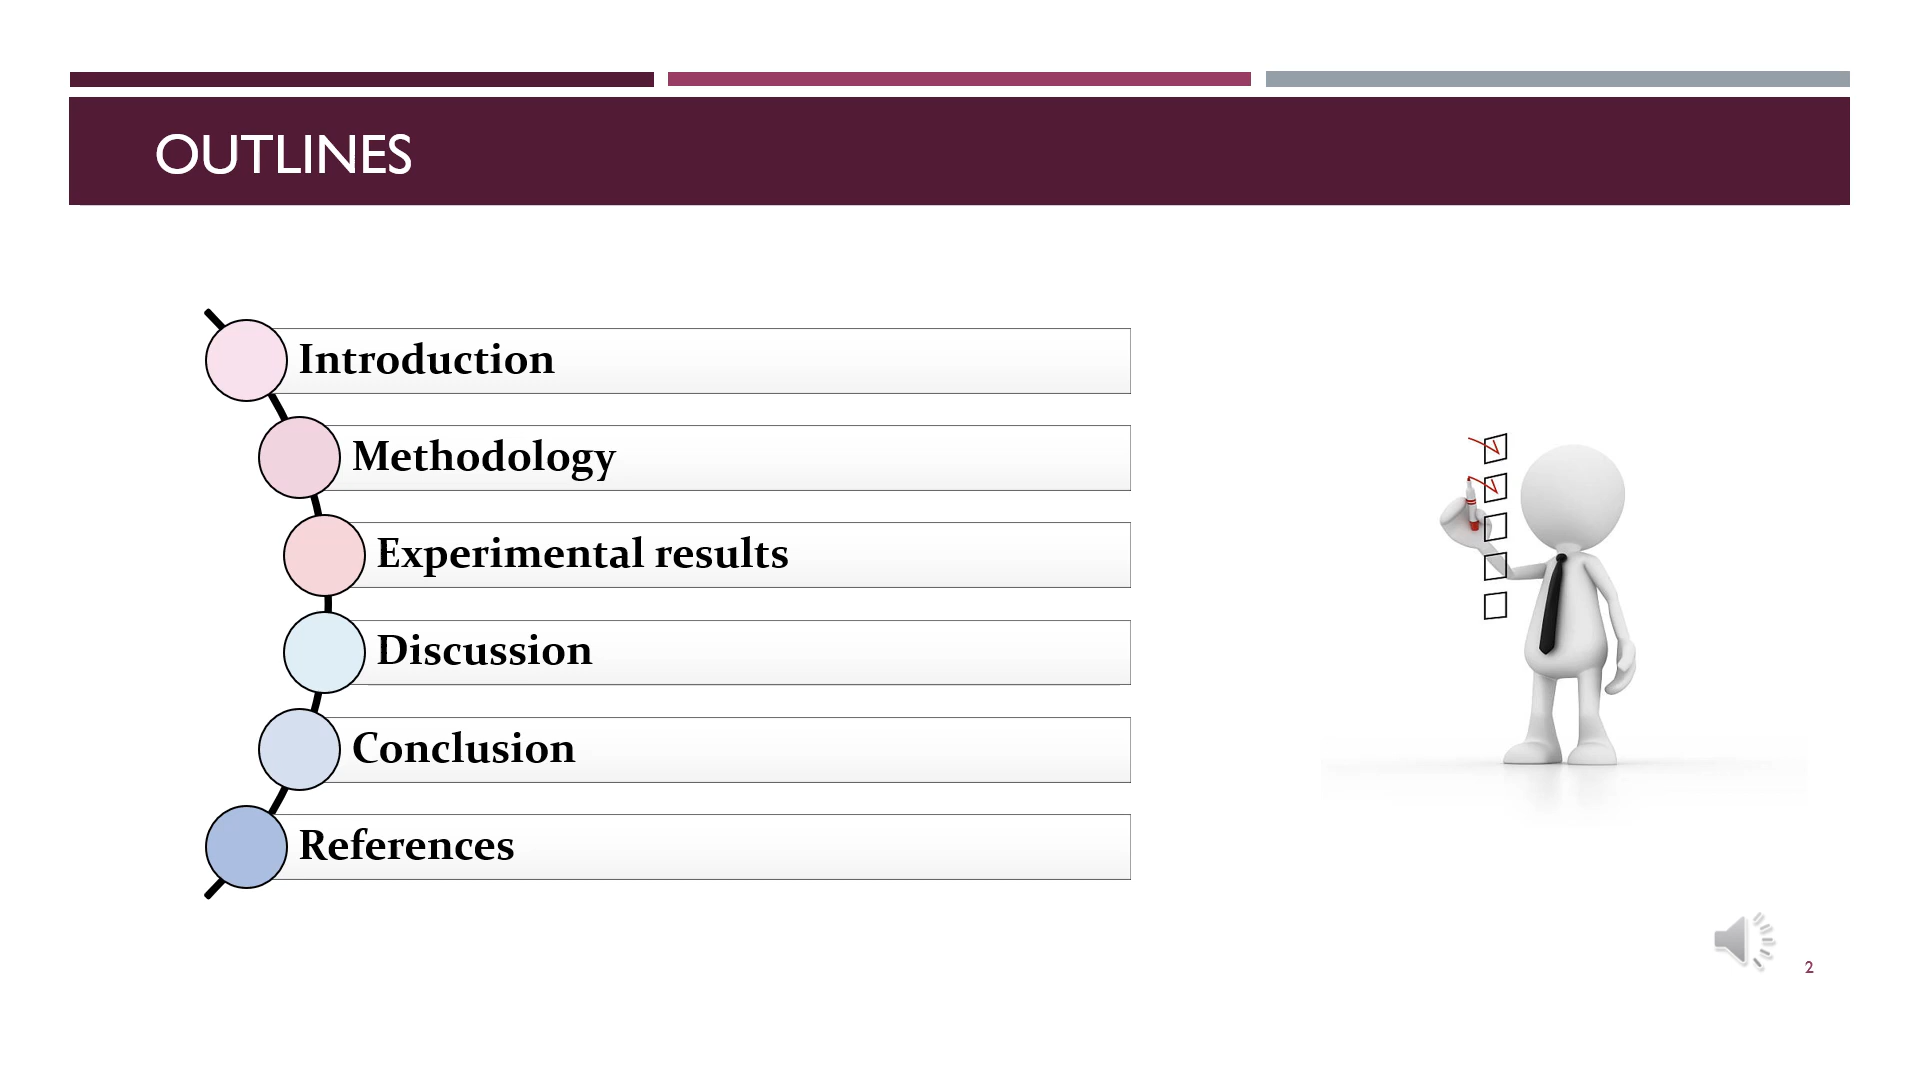 OUTLINES
Introduction
Methodology
Experimental results
Discussion
Conclusion
References
2